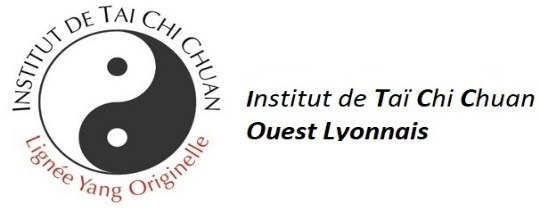 INSTITUT DE TAI CHI CHUAN
Lignée Yang Originelle
Institut de Taï Chi Chuan
Ouest Lyonnais